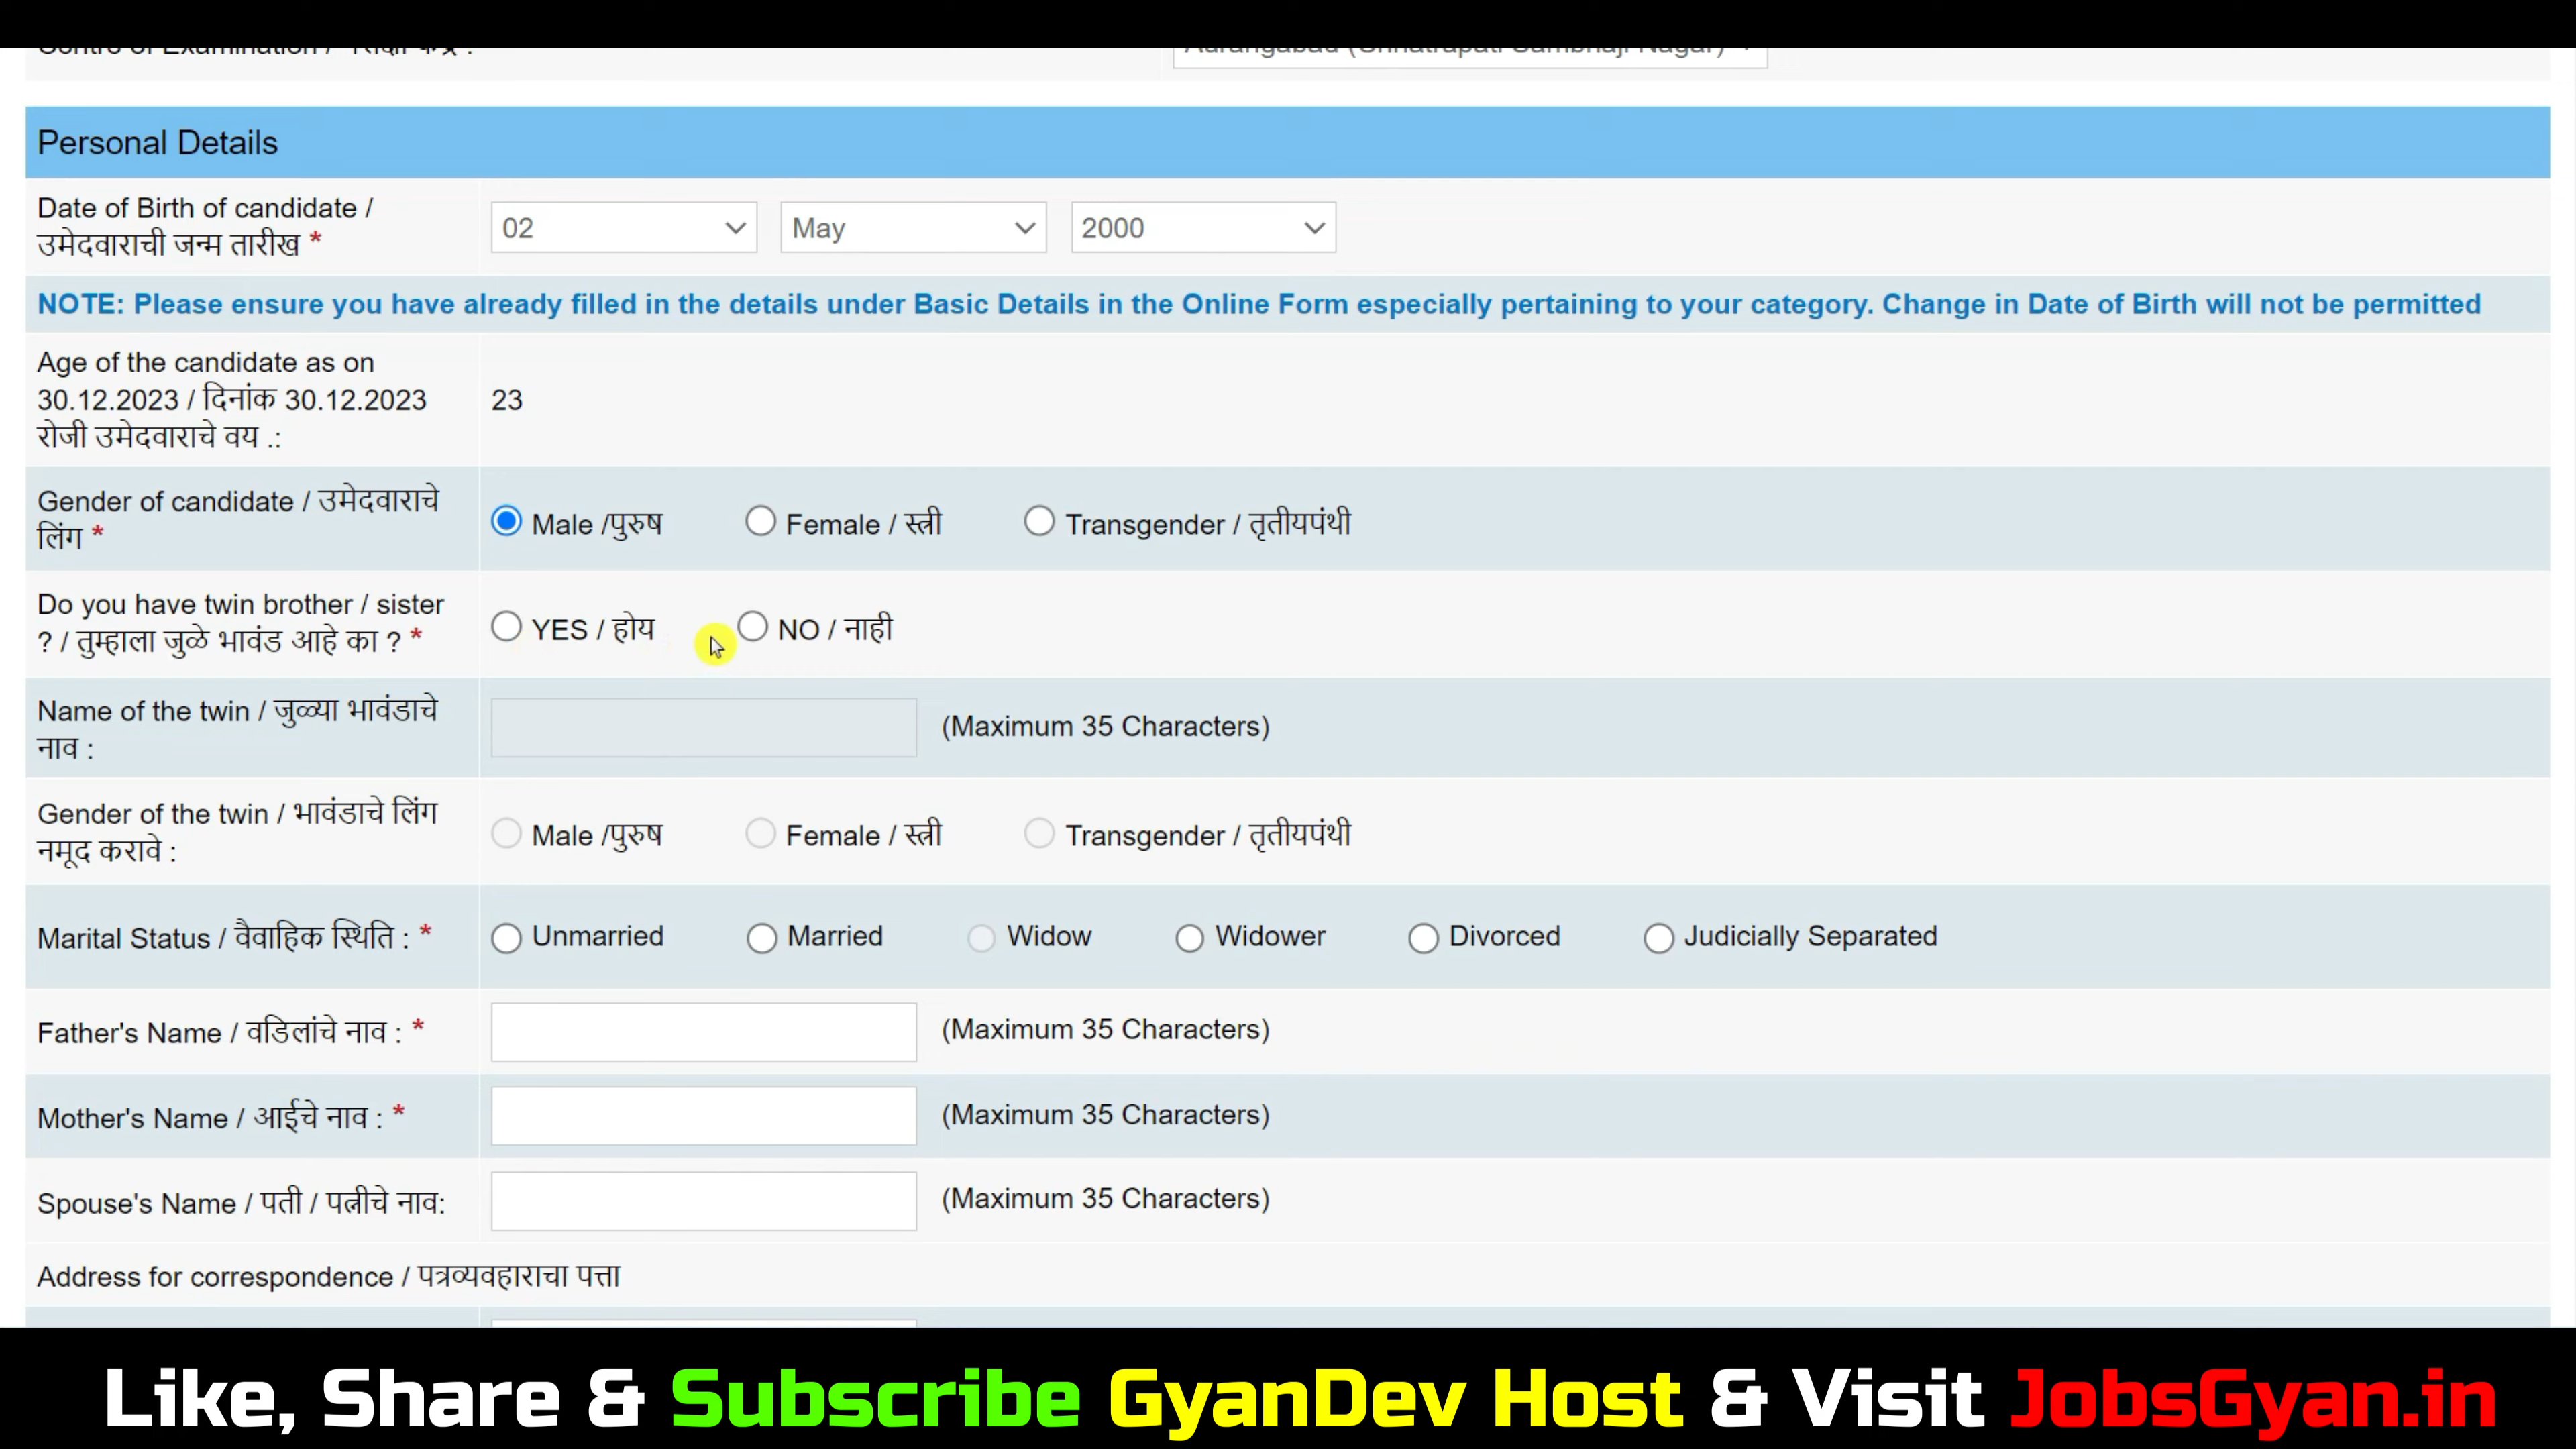 Personal Details
Date of Birth of candidate /
उमेदवाराची जन्म तारीख *
02 May 2000
NOTE: Please ensure you have already filled in the details under Basic Details in the Online Form especially pertaining to your category. Change in Date of Birth will not be permitted
Age of the candidate as on
30.12.2023 / दिनांक 30.12.2023
रोजी उमेदवाराचे वय .:
23
Gender of candidate / उमेदवाराचे
लिंग *
Male /पुरुष Female / स्त्री Transgender / तृतीयपंथी
Do you have twin brother / sister
? / तुम्हाला जुळे भावंड आहे का ? *
YES / होय NO / नाही
Name of the twin / जुळ्या भावंडाचे
नाव :
(Maximum 35 Characters)
Gender of the twin / भावंडाचे लिंग
नमूद करावे :
Male /पुरुष Female / स्त्री Transgender / तृतीयपंथी
Marital Status / वैवाहिक स्थिति : * Unmarried Married Widow Widower Divorced Judicially Separated
Father's Name / वडिलांचे नाव : * (Maximum 35 Characters)
Mother's Name / आईचे नाव : * (Maximum 35 Characters)
Spouse's Name / पती / पत्नीचे नाव: (Maximum 35 Characters)
Address for correspondence / पत्रव्यवहाराचा पत्ता
Like, Share & Subscribe GyanDev Host & Visit JobsGyan.in